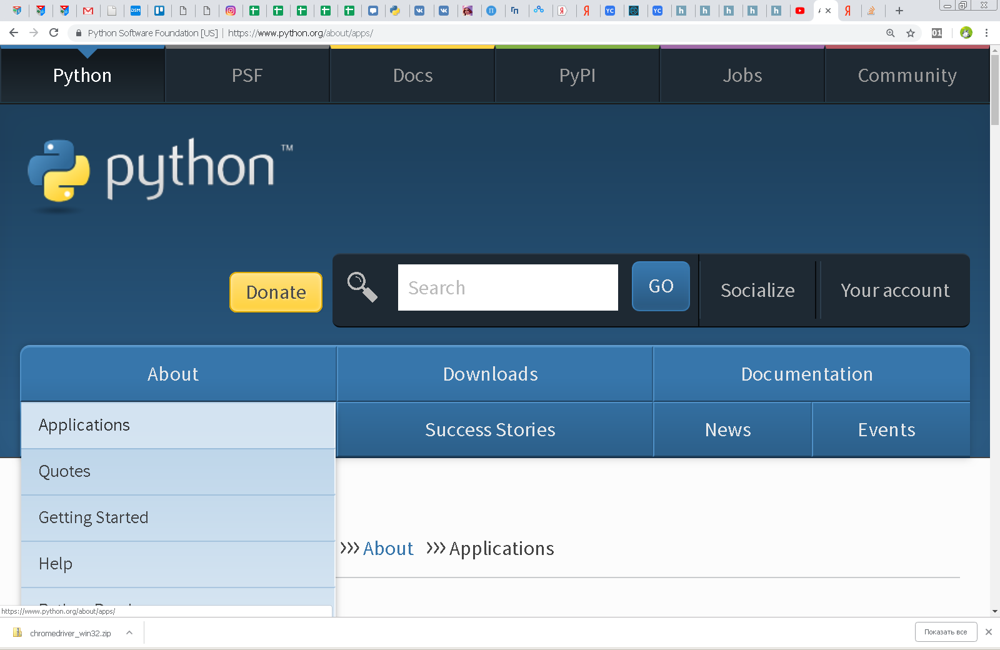 Python Software Foundation [US] | https://www.python.org/about/apps/
01
Python
PSF
Docs
PyPI
Jobs
Community
python™
Donate
Search
GO
Socialize
Your account
About
Downloads
Documentation
Applications
Success Stories
News
Events
Quotes
Getting Started
Help
>>> About >>> Applications
https://www.python.org/about/apps/
chromedriver_win32.zip
Показать все